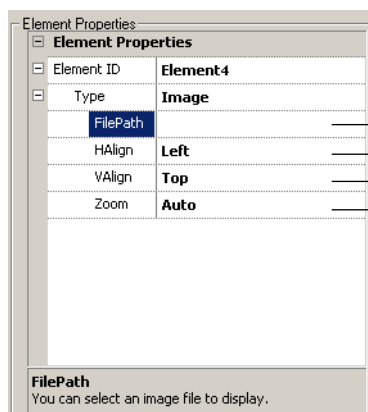 Element Properties
Element Properties
Element ID Element4
Type Image
FilePath
HAlign Left
VAlign Top
Zoom Auto
FilePath
You can select an image file to display.